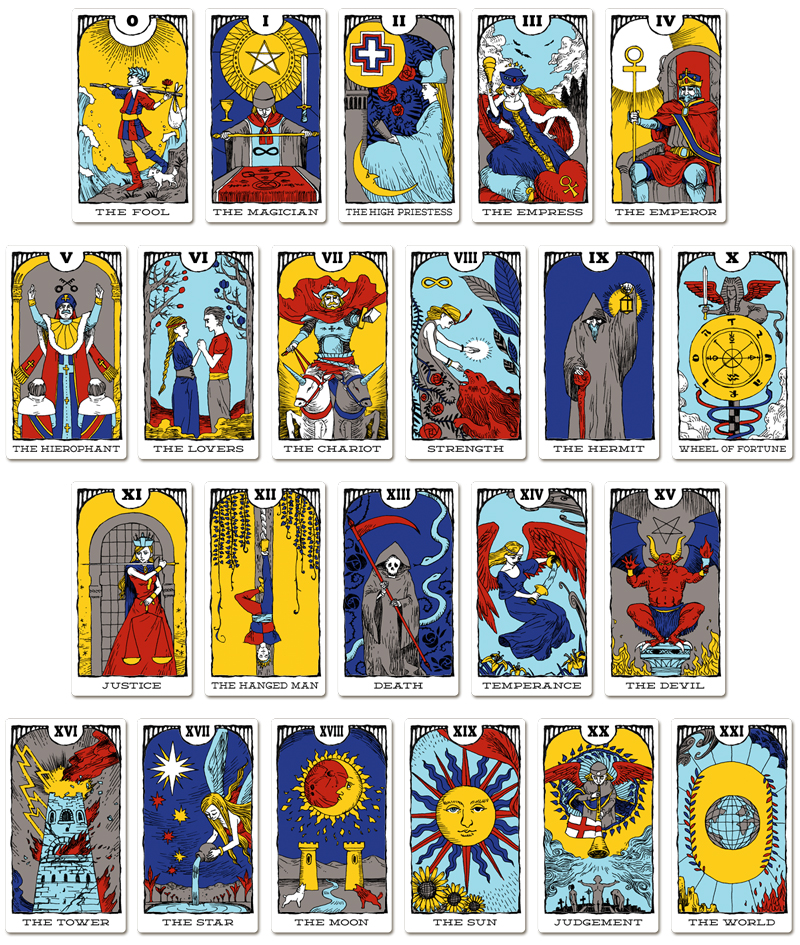 0
THE FOOL
I
THE MAGICIAN
II
THE HIGH PRIESTESS
III
THE EMPRESS
IV
THE EMPEROR
V
THE HIEROPHANT
VI
THE LOVERS
VII
THE CHARIOT
VIII
STRENGTH
IX
THE HERMIT
X
WHEEL OF FORTUNE
XI
JUSTICE
XII
THE HANGED MAN
XIII
DEATH
XIV
TEMPERANCE
XV
THE DEVIL
XVI
THE TOWER
XVII
THE STAR
XVIII
THE MOON
XIX
THE SUN
XX
JUDGEMENT
XXI
THE WORLD